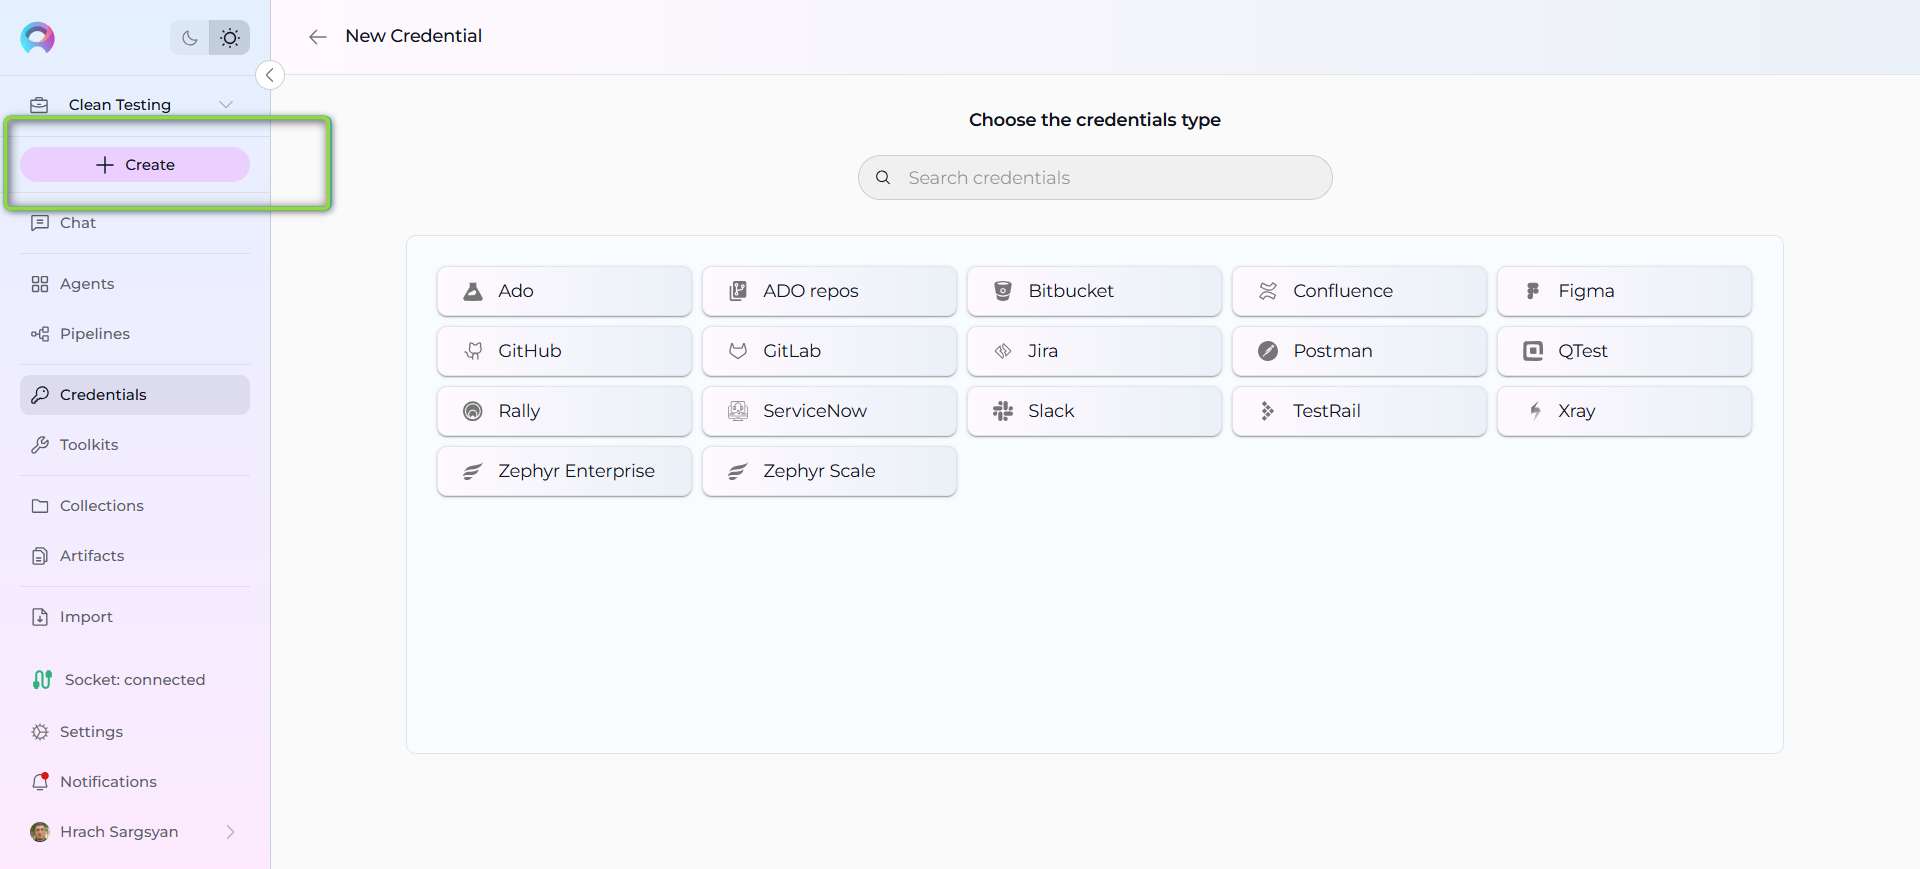 New Credential
Clean Testing
Create
Chat
Agents
Pipelines
Credentials
Toolkits
Collections
Artifacts
Import
Socket: connected
Settings
Notifications
Hrach Sargsyan
Choose the credentials type
Search credentials
Ado
ADO repos
Bitbucket
Confluence
Figma
GitHub
GitLab
Jira
Postman
QTest
Rally
ServiceNow
Slack
TestRail
Xray
Zephyr Enterprise
Zephyr Scale